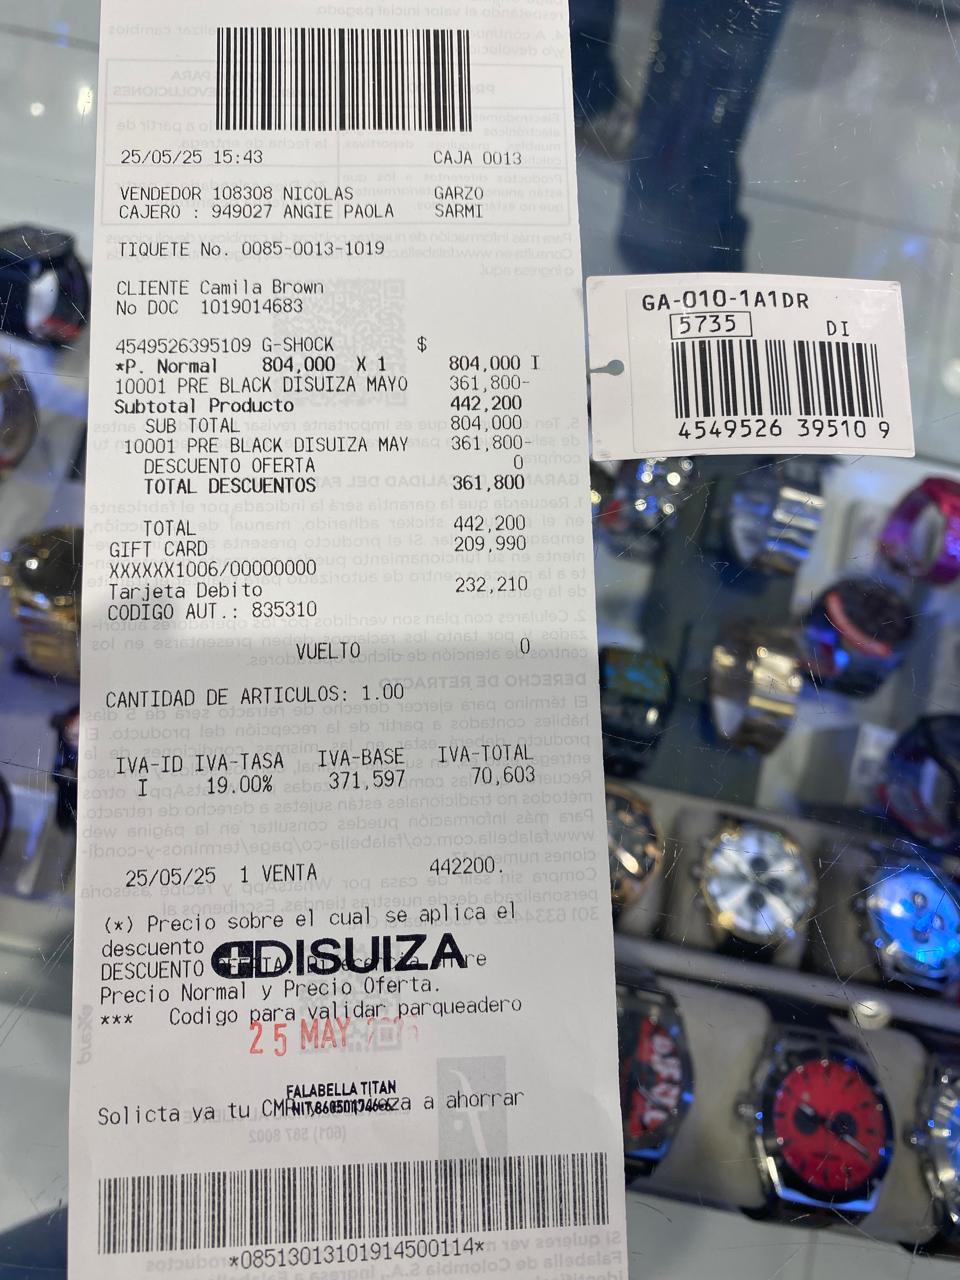 25/05/25 15:43 CAJA 0013
VENDEDOR 108308 NICOLAS GARZO
CAJERO : 949027 ANGIE PAOLA SARMI
TIQUETE No. 0085-0013-1019
CLIENTE Camila Brown
No DOC 1019014683
4549526395109 G-SHOCK $
*P. Normal 804,000 X 1 804,000 I
10001 PRE BLACK DISUIZA MAYO 361,800-
Subtotal Producto 442,200
SUB TOTAL 804,000
10001 PRE BLACK DISUIZA MAY 361,800-
DESCUENTO OFERTA 0
TOTAL DESCUENTOS 361,800
TOTAL 442,200
GIFT CARD 209,990
XXXXXX1006/00000000
Tarjeta Debito 232,210
CODIGO AUT.: 835310
VUELTO 0
CANTIDAD DE ARTICULOS: 1.00
IVA-ID IVA-TASA IVA-BASE IVA-TOTAL
I 19.00% 371,597 70,603
25/05/25 1 VENTA 442200.
(*) Precio sobre el cual se aplica el
descuento
DISUIZA
DESCUENTO
Precio Normal y Precio Oferta.
*** Codigo para validar parqueadero
25 MAY
FALABELLA TITAN
Solicta ya tu a ahorrar
*08513013101914500114*
GA-010-1A1DR
5735 DI
4549526 39510 9